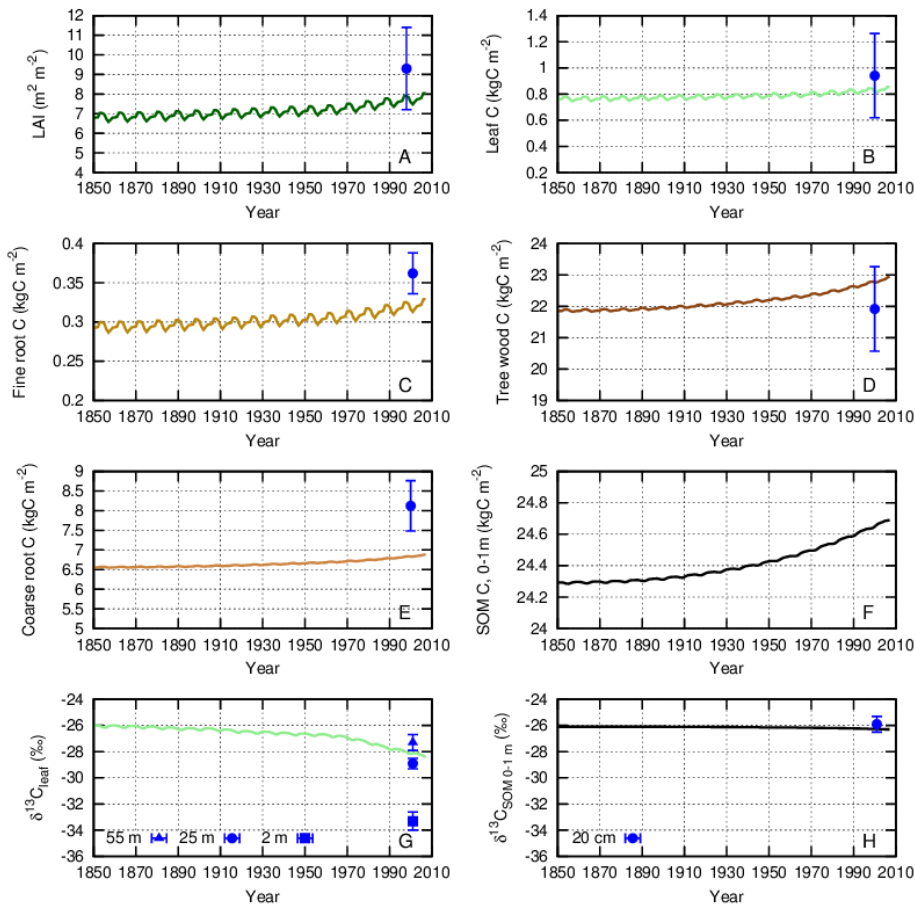 LAI (m² m⁻²)
12
11
10
9
8
7
6
5
4
A
1850 1870 1890 1910 1930 1950 1970 1990 2010
Year
Leaf C (kgC m⁻²)
1.4
1.2
1
0.8
0.6
0.4
0.2
B
1850 1870 1890 1910 1930 1950 1970 1990 2010
Year
Fine root C (kgC m⁻²)
0.4
0.35
0.3
0.25
0.2
C
1850 1870 1890 1910 1930 1950 1970 1990 2010
Year
Tree wood C (kgC m⁻²)
24
23
22
21
20
19
D
1850 1870 1890 1910 1930 1950 1970 1990 2010
Year
Coarse root C (kgC m⁻²)
9
8.5
8
7.5
7
6.5
6
5.5
5
E
1850 1870 1890 1910 1930 1950 1970 1990 2010
Year
SOM C, 0-1m (kgC m⁻²)
25
24.8
24.6
24.4
24.2
24
F
1850 1870 1890 1910 1930 1950 1970 1990 2010
Year
δ¹³C leaf (‰)
-24
-26
-28
-30
-32
-34
-36
55 m 25 m 2 m G
1850 1870 1890 1910 1930 1950 1970 1990 2010
Year
δ¹³C SOM 0-1 m (‰)
-24
-26
-28
-30
-32
-34
-36
20 cm H
1850 1870 1890 1910 1930 1950 1970 1990 2010
Year